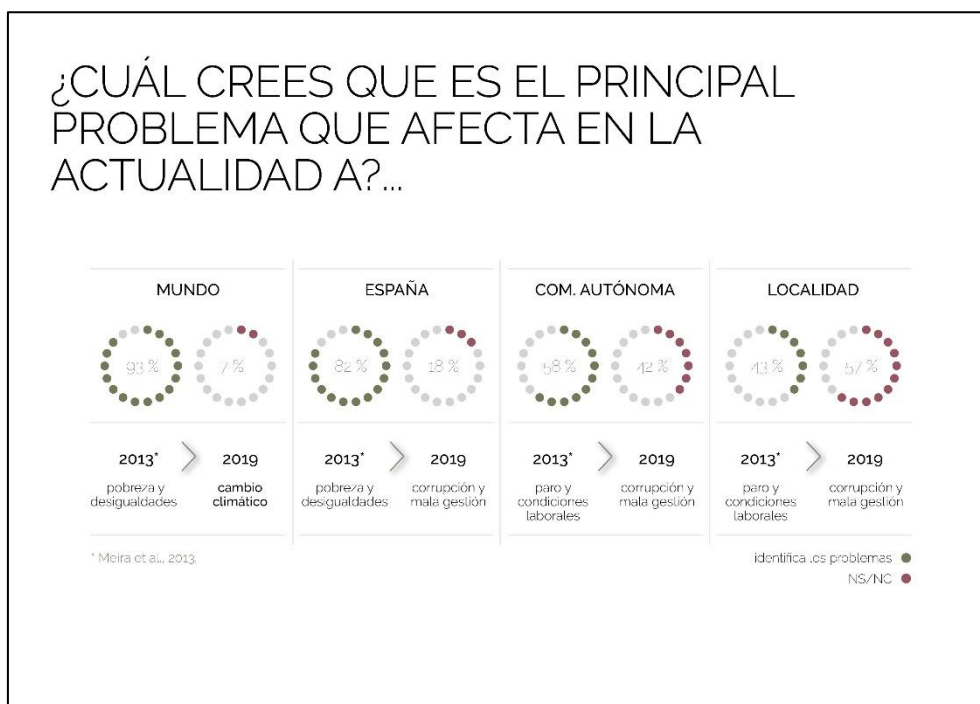 ¿CUÁL CREES QUE ES EL PRINCIPAL
PROBLEMA QUE AFECTA EN LA
ACTUALIDAD A?...
MUNDO
93 %
7 %
2013*
2019
pobreza y
desigualdades
cambio
climático
ESPAÑA
82 %
18 %
2013*
2019
pobreza y
desigualdades
corrupción y
mala gestión
COM. AUTÓNOMA
58 %
42 %
2013*
2019
paro y
condiciones
laborales
corrupción y
mala gestión
LOCALIDAD
43 %
57 %
2013*
2019
paro y
condiciones
laborales
corrupción y
mala gestión
* Meira et al., 2013.
identifica los problemas
NS/NC